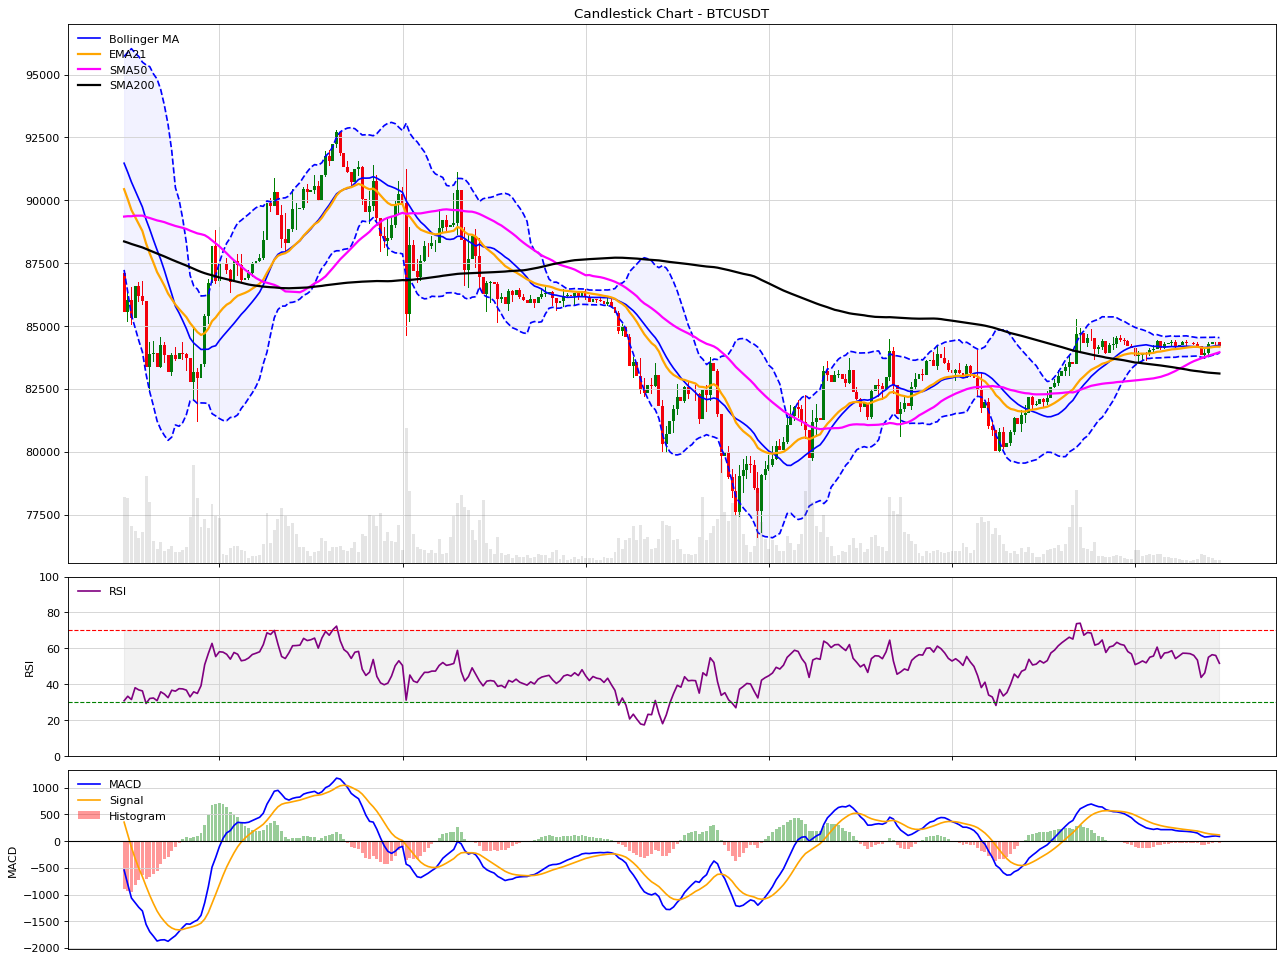 Candlestick Chart - BTCUSDT
Bollinger MA
EMA21
SMA50
SMA200
95000
92500
90000
87500
85000
82500
80000
77500
RSI
100
80
60
40
20
0
RSI
MACD
Signal
Histogram
1000
500
0
−500
−1000
−1500
−2000
MACD